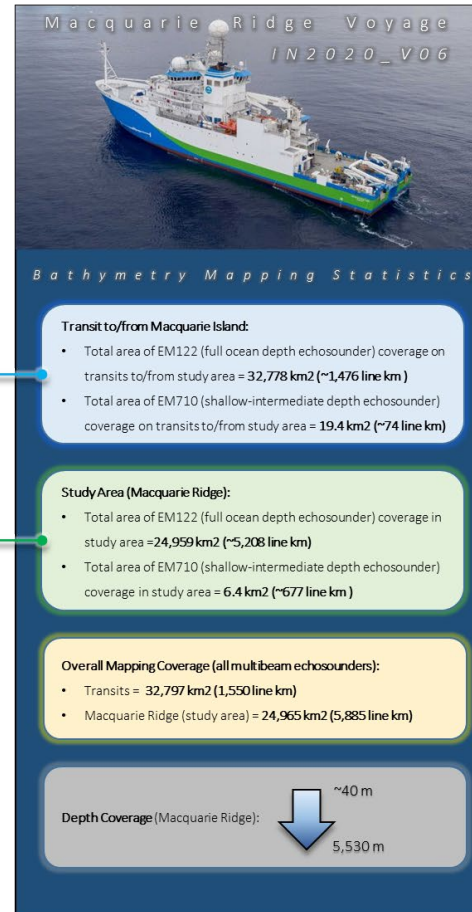 Macquarie Ridge Voyage
IN2020_V06
Bathymetry Mapping Statistics
Transit to/from Macquarie Island:
• Total area of EM122 (full ocean depth echosounder) coverage on
transits to/from study area = 32,778 km2 (~1,476 line km )
• Total area of EM710 (shallow-intermediate depth echosounder)
coverage on transits to/from study area = 19.4 km2 (~74 line km)
Study Area (Macquarie Ridge):
• Total area of EM122 (full ocean depth echosounder) coverage in
study area =24,959 km2 (~5,208 line km)
• Total area of EM710 (shallow-intermediate depth echosounder)
coverage in study area = 6.4 km2 (~677 line km )
Overall Mapping Coverage (all multibeam echosounders):
• Transits = 32,797 km2 (1,550 line km)
• Macquarie Ridge (study area) = 24,965 km2 (5,885 line km)
Depth Coverage (Macquarie Ridge):
~40 m
5,530 m